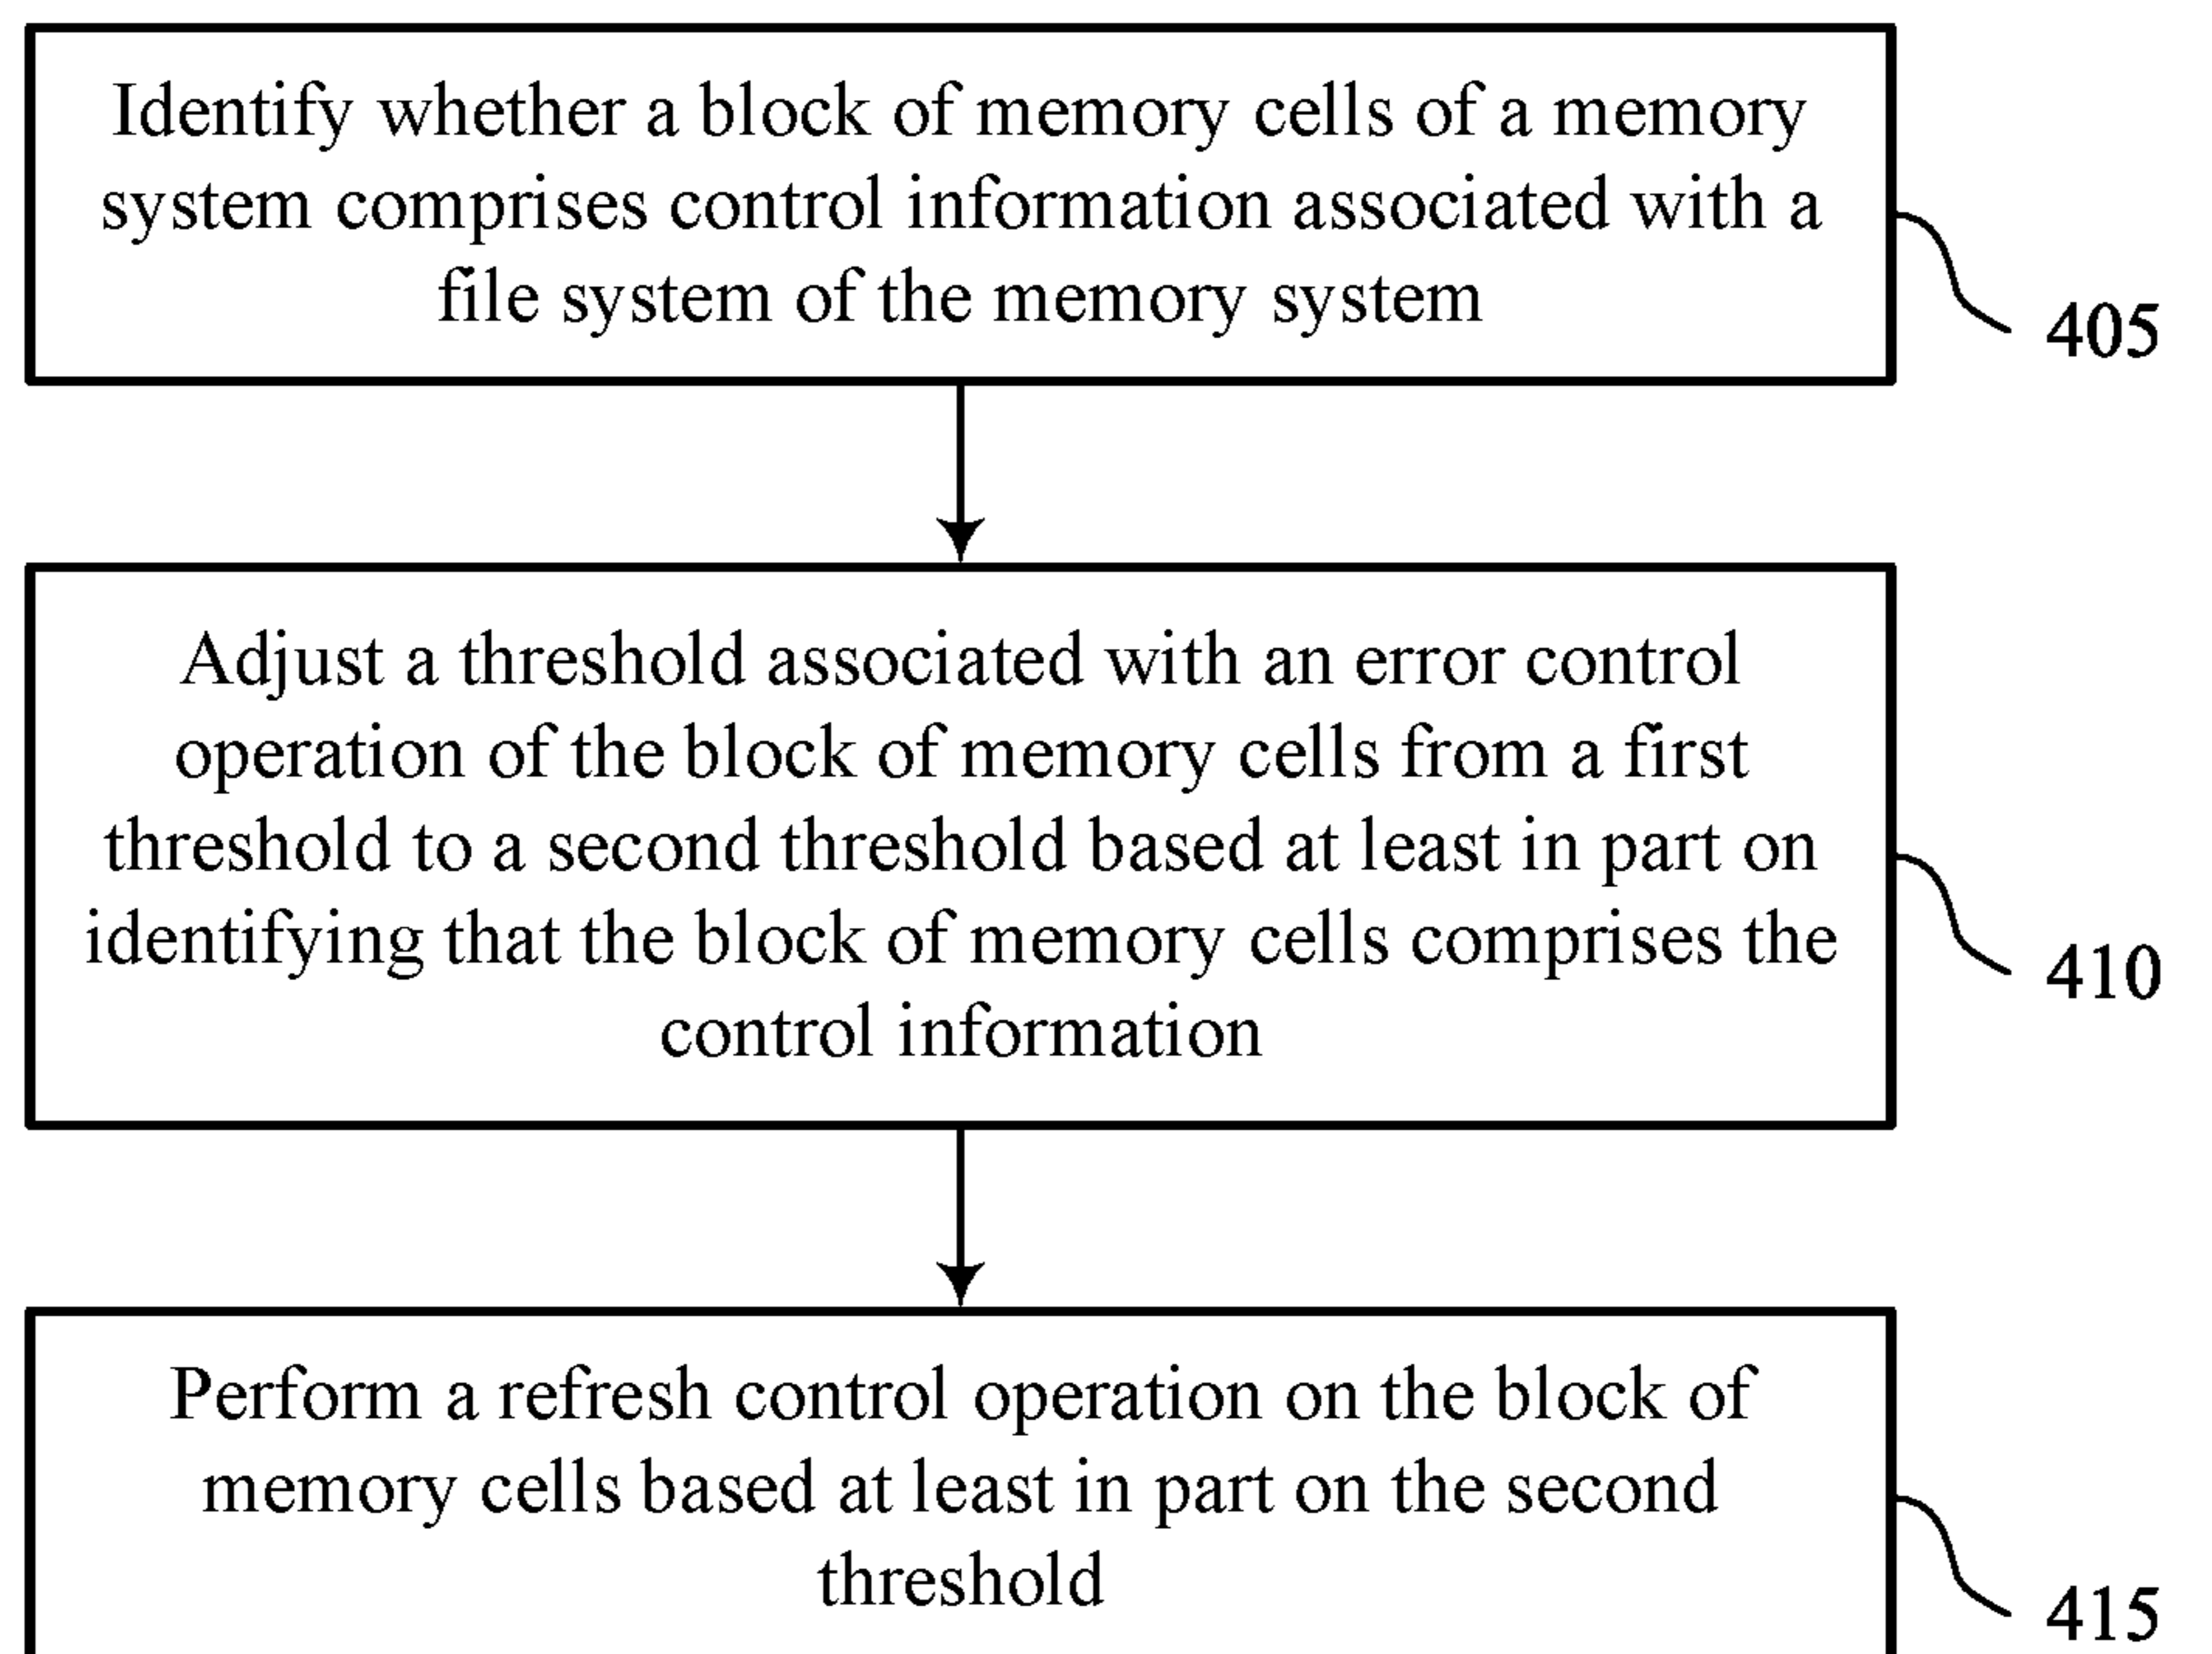 Identify whether a block of memory cells of a memory
system comprises control information associated with a
file system of the memory system
405
Adjust a threshold associated with an error control
operation of the block of memory cells from a first
threshold to a second threshold based at least in part on
identifying that the block of memory cells comprises the
control information
410
Perform a refresh control operation on the block of
memory cells based at least in part on the second
threshold
415